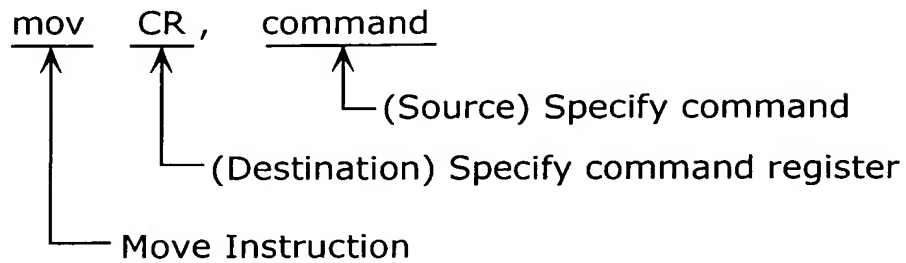 mov CR, command
(Source) Specify command
(Destination) Specify command register
Move Instruction